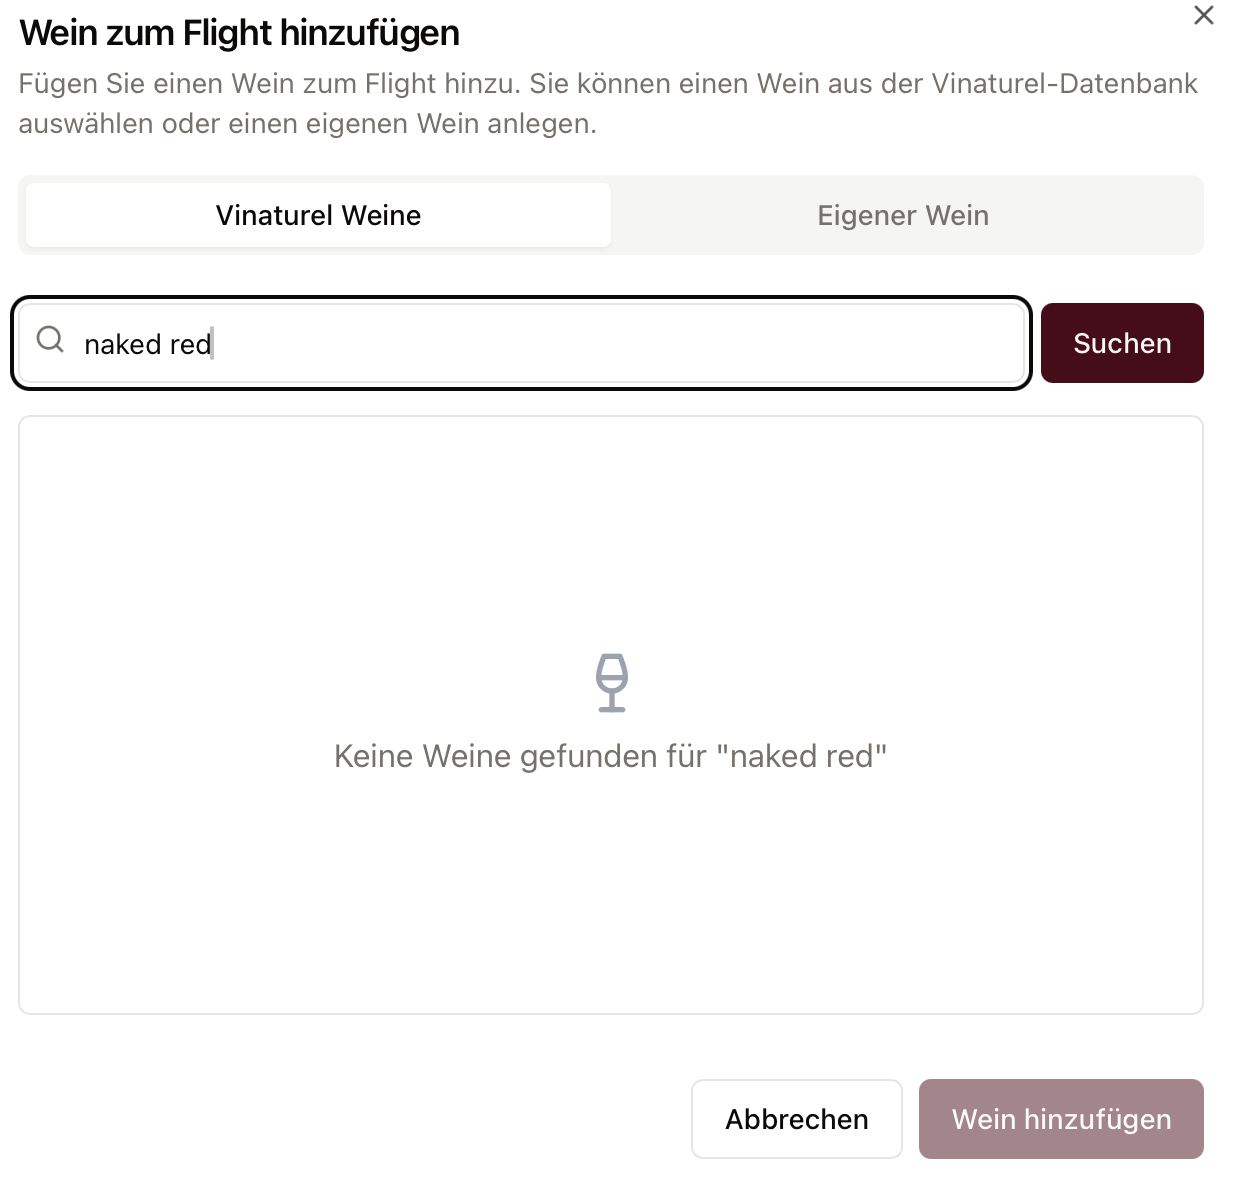 Wein zum Flight hinzufügen
Fügen Sie einen Wein zum Flight hinzu. Sie können einen Wein aus der Vinaturel-Datenbank
auswählen oder einen eigenen Wein anlegen.
Vinaturel Weine
Eigener Wein
naked red
Suchen
Keine Weine gefunden für "naked red"
Abbrechen
Wein hinzufügen